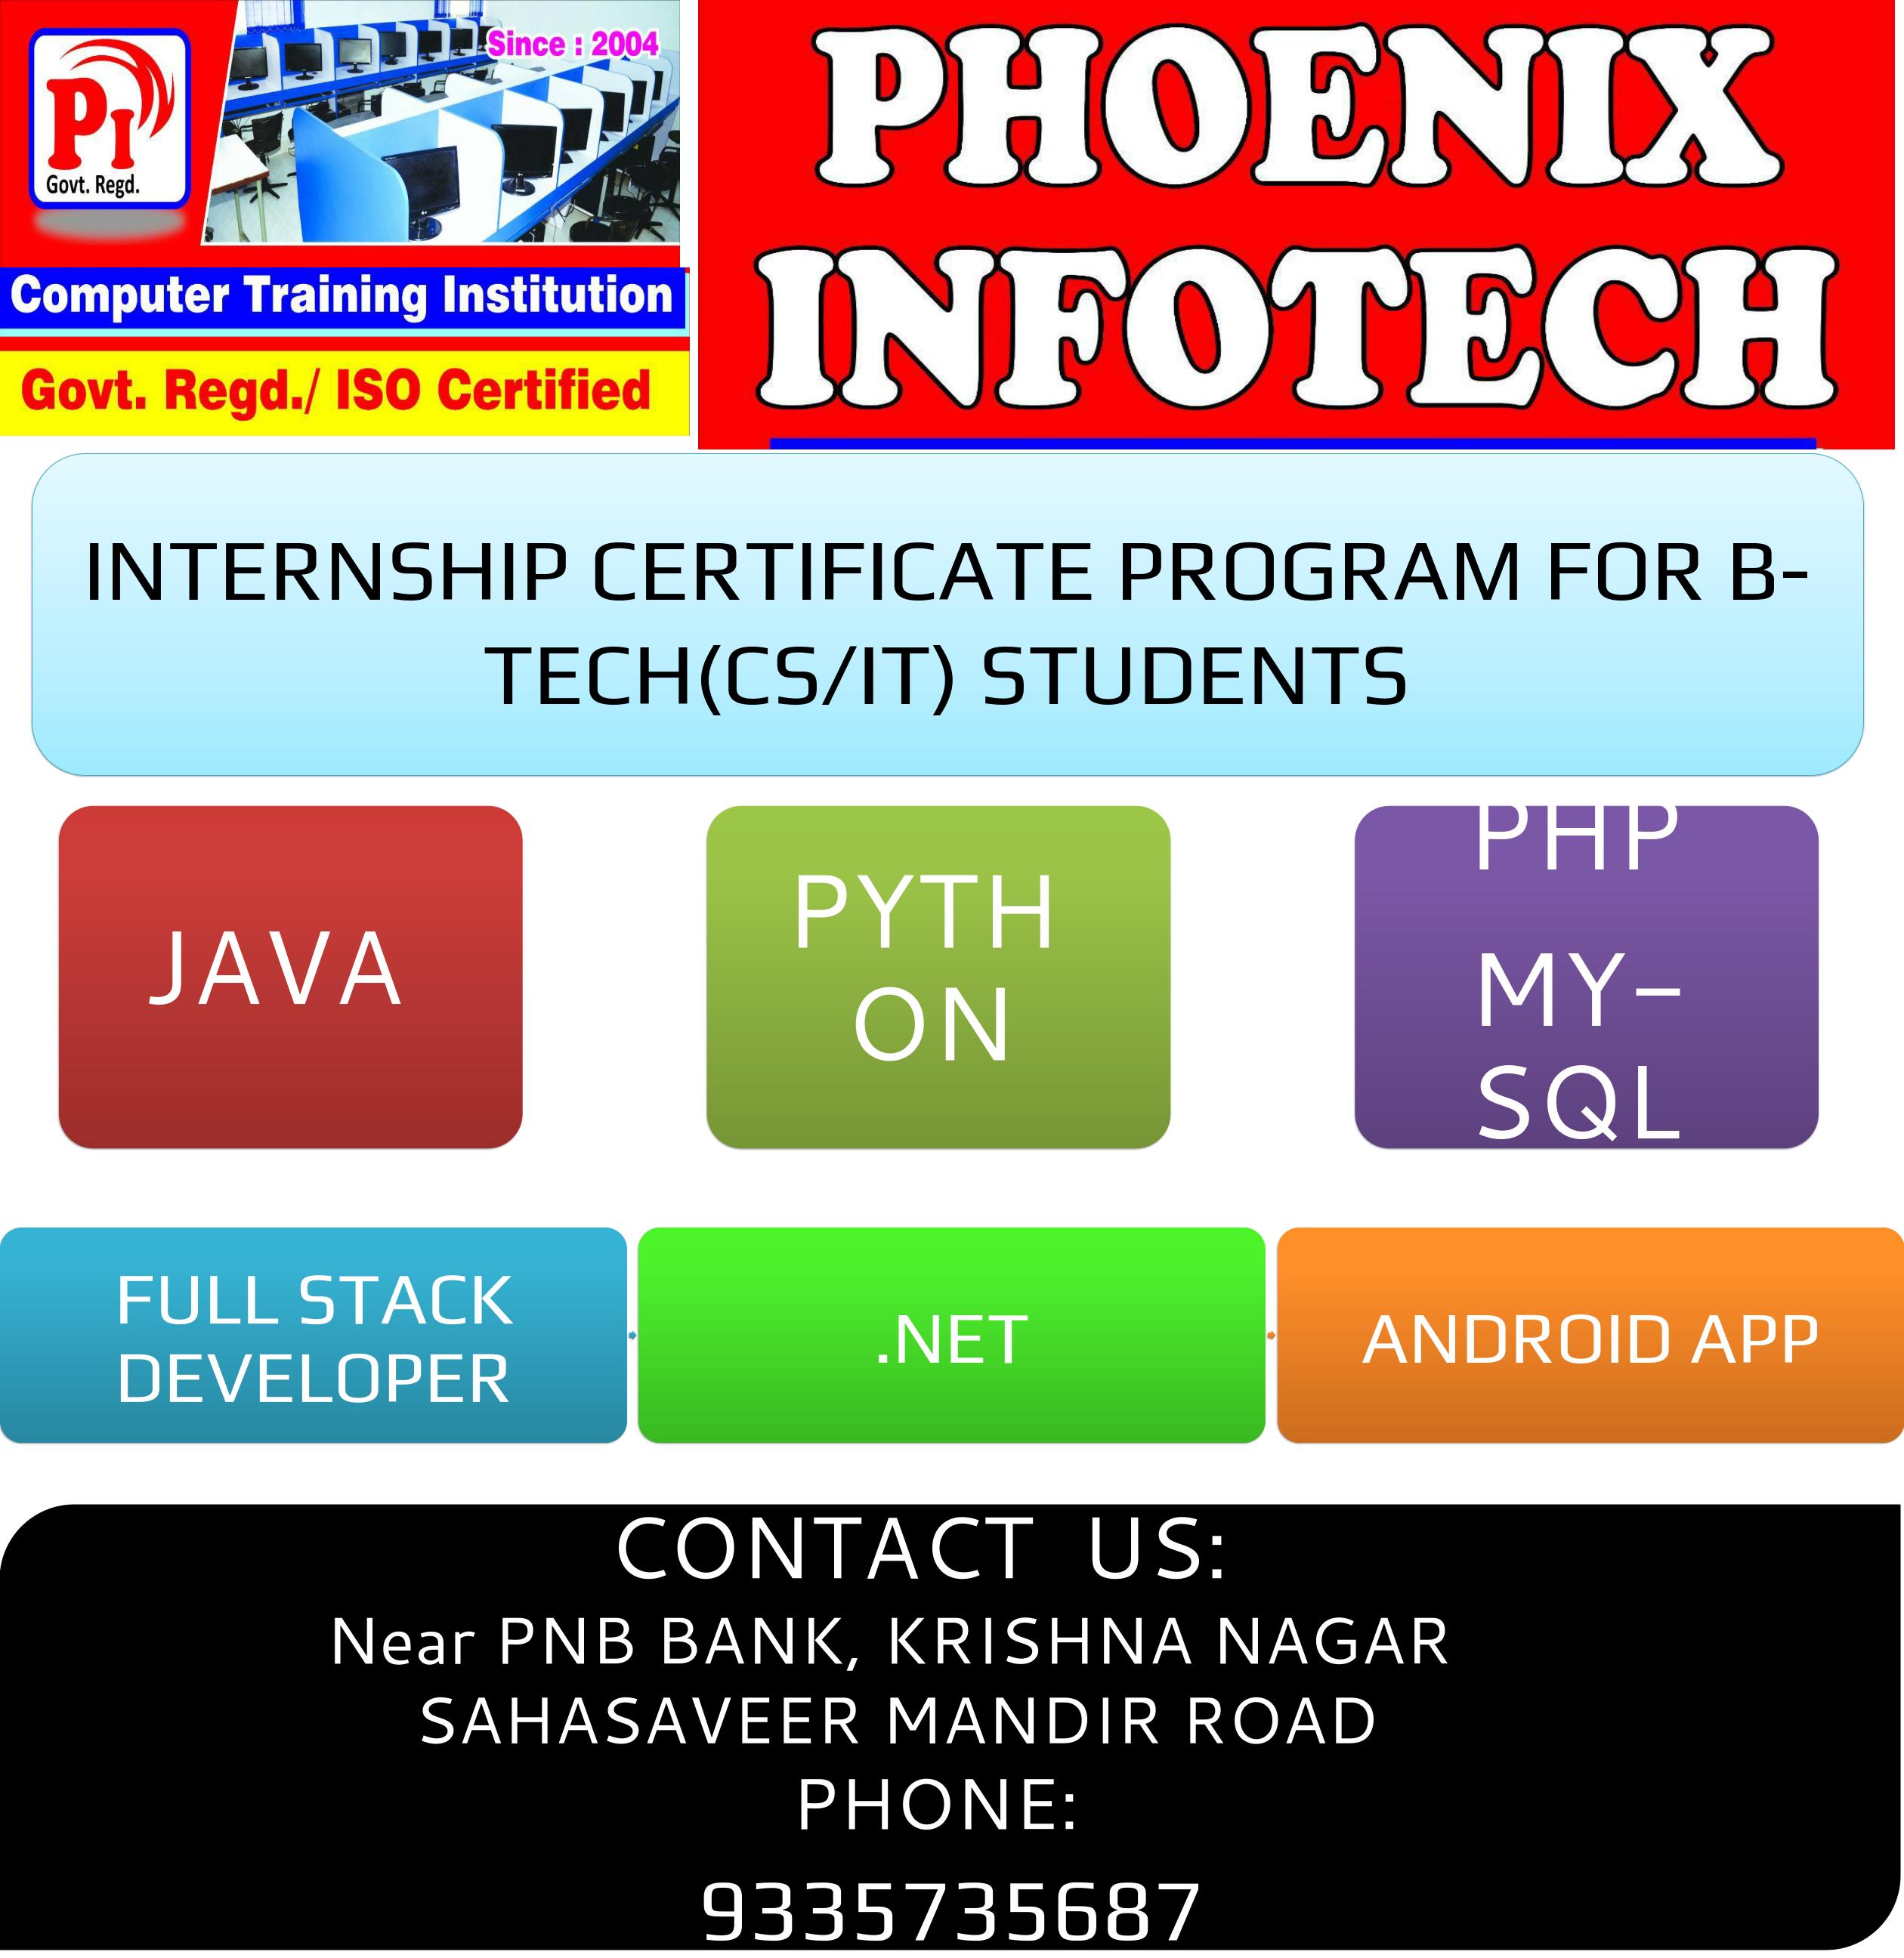 PI
Govt. Regd.
Since : 2004
Computer Training Institution
Govt. Regd./ ISO Certified
PHOENIX
INFOTECH
INTERNSHIP CERTIFICATE PROGRAM FOR B-
TECH(CS/IT) STUDENTS
JAVA
PYTH
ON
PHP
MY-
SQL
FULL STACK
DEVELOPER
.NET
ANDROID APP
CONTACT US:
Near PNB BANK, KRISHNA NAGAR
SAHASAVEER MANDIR ROAD
PHONE:
9335735687